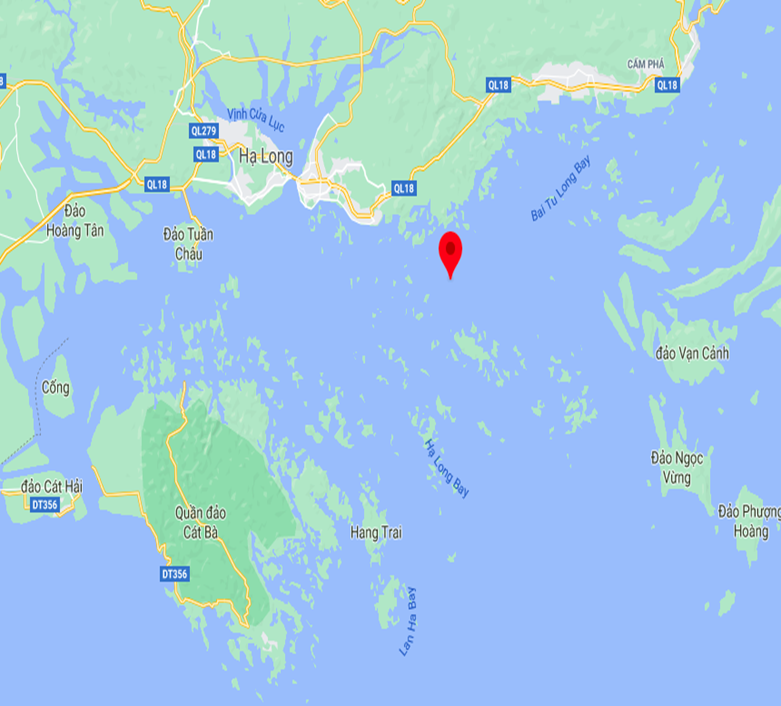 CẨM PHẢ
QL18
QL18
8
Vịnh Cửa Lục
QL279
QL18
Hạ Long
QL18
QL18
Bai Tu Long Bay
Đảo
Hoàng Tân
Đảo Tuần
Châu
đảo Vạn Cảnh
Cống
Ha Long Bay
Đảo Ngọc
Vừng
đảo Cát Hải
DT356
Quần đảo
Cát Bà
Hang Trai
Đảo Phượng
Hoàng
DT356
Lan Ha Bay